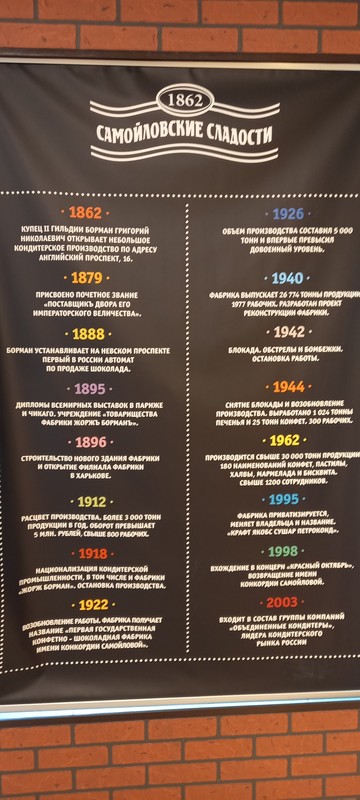 1862
САМОЙЛОВСКИЕ СЛАДОСТИ
· 1862 ·
КУПЕЦ II ГИЛЬДИИ БОРМАН ГРИГОРИЙ
НИКОЛАЕВИЧ ОТКРЫВАЕТ НЕБОЛЬШОЕ
КОНДИТЕРСКОЕ ПРОИЗВОДСТВО ПО АДРЕСУ
АНГЛИЙСКИЙ ПРОСПЕКТ, 16.
· 1879 ·
ПРИСВОЕНО ПОЧЕТНОЕ ЗВАНИЕ
«ПОСТАВЩИКЪ ДВОРА ЕГО
ИМПЕРАТОРСКОГО ВЕЛИЧЕСТВА».
· 1888 ·
БОРМАН УСТАНАВЛИВАЕТ НА НЕВСКОМ ПРОСПЕКТЕ
ПЕРВЫЙ В РОССИИ АВТОМАТ
ПО ПРОДАЖЕ ШОКОЛАДА.
· 1895 ·
ДИПЛОМЫ ВСЕМИРНЫХ ВЫСТАВОК В ПАРИЖЕ
И ЧИКАГО. УЧРЕЖДЕНИЕ «ТОВАРИЩЕСТВА
ФАБРИКИ ЖОРЖЪ БОРМАНЪ».
· 1896 ·
СТРОИТЕЛЬСТВО НОВОГО ЗДАНИЯ ФАБРИКИ
И ОТКРЫТИЕ ФИЛИАЛА ФАБРИКИ
В ХАРЬКОВЕ.
· 1912 ·
РАСЦВЕТ ПРОИЗВОДСТВА, БОЛЕЕ 3 000 ТОНН
ПРОДУКЦИИ В ГОД. ОБОРОТ ПРЕВЫШАЕТ
5 МЛН. РУБЛЕЙ, СВЫШЕ 800 РАБОЧИХ.
· 1918 ·
НАЦИОНАЛИЗАЦИЯ КОНДИТЕРСКОЙ
ПРОМЫШЛЕННОСТИ, В ТОМ ЧИСЛЕ И ФАБРИКИ
«ЖОРЖ БОРМАН». ОСТАНОВКА ПРОИЗВОДСТВА.
· 1922 ·
ВОЗОБНОВЛЕНИЕ РАБОТЫ. ФАБРИКА ПОЛУЧАЕТ
НАЗВАНИЕ «ПЕРВАЯ ГОСУДАРСТВЕННАЯ
КОНФЕТНО - ШОКОЛАДНАЯ ФАБРИКА
ИМЕНИ КОНКОРДИИ САМОЙЛОВОЙ».
· 1926 ·
ОБЪЕМ ПРОИЗВОДСТВА СОСТАВИЛ 5 000
ТОНН И ВПЕРВЫЕ ПРЕВЫСИЛ
ДОВОЕННЫЙ УРОВЕНЬ.
· 1940 ·
ФАБРИКА ВЫПУСКАЕТ 26 774 ТОННЫ ПРОДУКЦИИ
1977 РАБОЧИХ. РАЗРАБОТАН ПРОЕКТ
РЕКОНСТРУКЦИИ ФАБРИКИ.
· 1942 ·
БЛОКАДА. ОБСТРЕЛЫ И БОМБЕЖКИ.
ОСТАНОВКА РАБОТЫ.
· 1944 ·
СНЯТИЕ БЛОКАДЫ И ВОЗОБНОВЛЕНИЕ
ПРОИЗВОДСТВА. ВЫРАБОТАНО 1 024 ТОННЫ
ПЕЧЕНЬЯ И 25 ТОНН КОНФЕТ. 300 РАБОЧИХ.
· 1962 ·
ПРОИЗВОДИТСЯ СВЫШЕ 30 000 ТОНН ПРОДУКЦИИ
180 НАИМЕНОВАНИЙ КОНФЕТ, ПАСТИЛЫ,
ХАЛВЫ, МАРМЕЛАДА И БИСКВИТА.
СВЫШЕ 1200 СОТРУДНИКОВ.
· 1995 ·
ФАБРИКА ПРИВАТИЗИРУЕТСЯ,
МЕНЯЕТ ВЛАДЕЛЬЦА И НАЗВАНИЕ.
«КРАФТ ЯКОБС СУШАР ПЕТРОКОНФ».
· 1998 ·
ВХОЖДЕНИЕ В КОНЦЕРН «КРАСНЫЙ ОКТЯБРЬ»,
ВОЗВРАЩЕНИЕ ИМЕНИ
КОНКОРДИИ САМОЙЛОВОЙ.
· 2003 ·
ВХОДИТ В СОСТАВ ГРУППЫ КОМПАНИЙ
«ОБЪЕДИНЕННЫЕ КОНДИТЕРЫ»,
ЛИДЕРА КОНДИТЕРСКОГО
РЫНКА РОССИИ